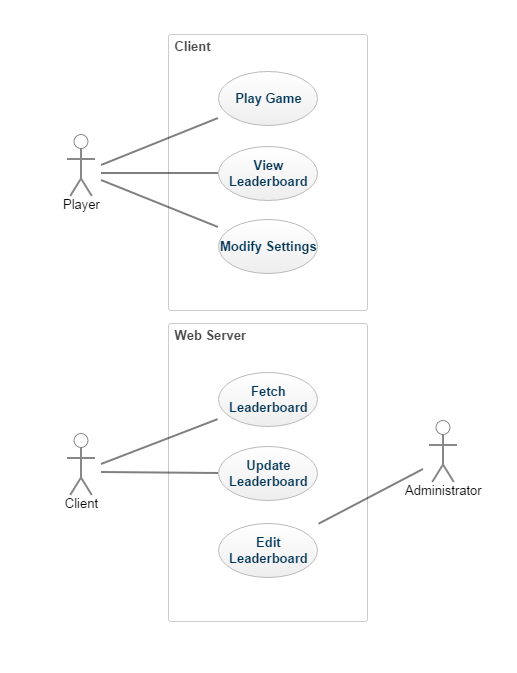 Client
Play Game
View
Leaderboard
Player
Modify Settings
Web Server
Fetch
Leaderboard
Update
Leaderboard
Client
Administrator
Edit
Leaderboard